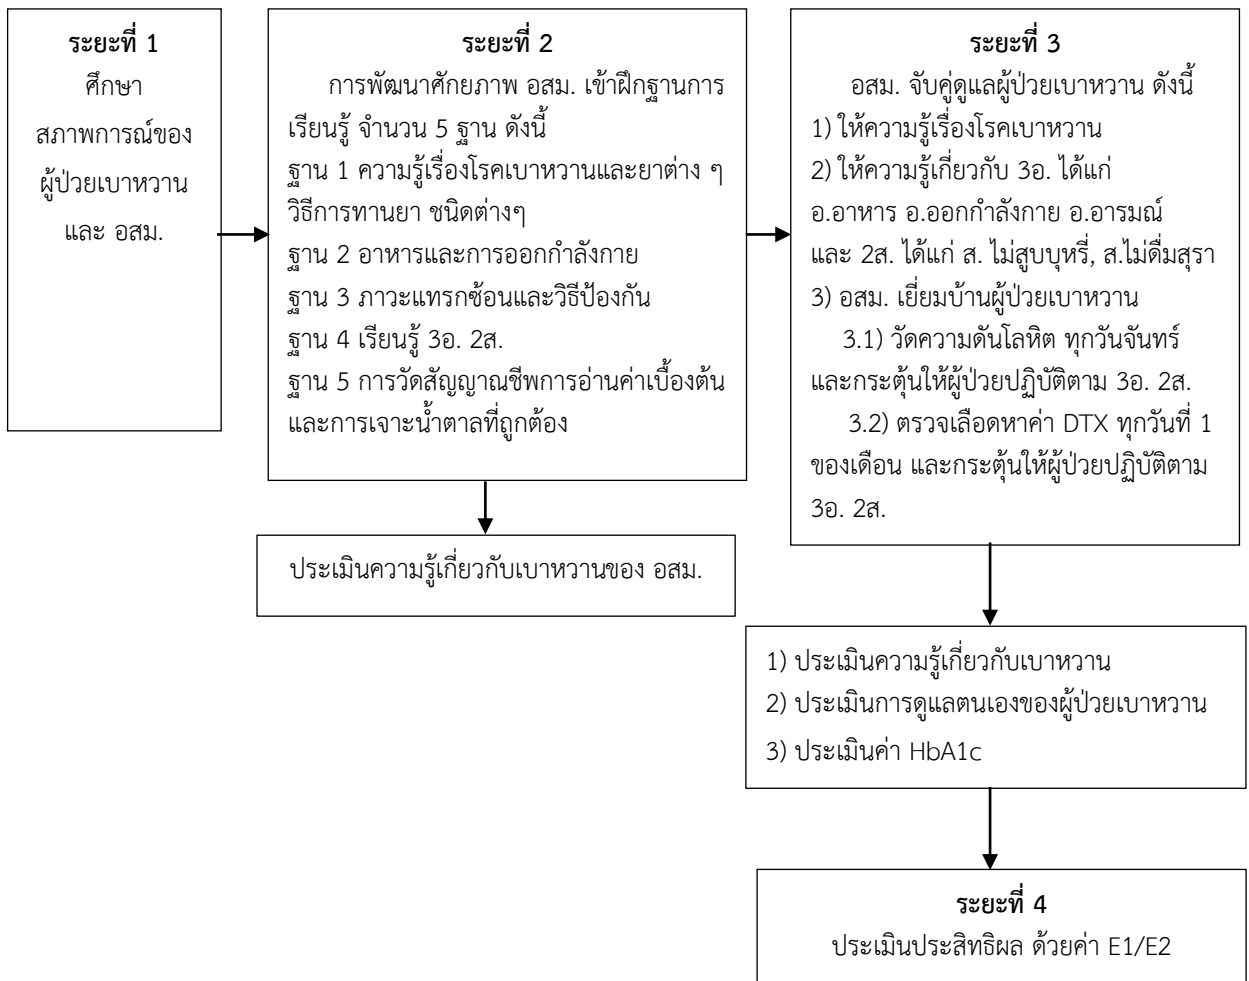 ระยะที่ 1
ศึกษา
สภาพการณ์ของ
ผู้ป่วยเบาหวาน
และ อสม.
ระยะที่ 2
การพัฒนาศักยภาพ อสม. เข้าฝึกฐานการ
เรียนรู้ จำนวน 5 ฐาน ดังนี้
ฐาน 1 ความรู้เรื่องโรคเบาหวานและยาต่าง ๆ
วิธีการทานยา ชนิดต่างๆ
ฐาน 2 อาหารและการออกกำลังกาย
ฐาน 3 ภาวะแทรกซ้อนและวิธีป้องกัน
ฐาน 4 เรียนรู้ 3อ. 2ส.
ฐาน 5 การวัดสัญญาณชีพการอ่านค่าเบื้องต้น
และการเจาะน้ำตาลที่ถูกต้อง
ประเมินความรู้เกี่ยวกับเบาหวานของ อสม.
ระยะที่ 3
อสม. จับคู่ดูแลผู้ป่วยเบาหวาน ดังนี้
1) ให้ความรู้เรื่องโรคเบาหวาน
2) ให้ความรู้เกี่ยวกับ 3อ. ได้แก่
อ.อาหาร อ.ออกกำลังกาย อ.อารมณ์
และ 2ส. ได้แก่ ส. ไม่สูบบุหรี่, ส.ไม่ดื่มสุรา
3) อสม. เยี่ยมบ้านผู้ป่วยเบาหวาน
3.1) วัดความดันโลหิต ทุกวันจันทร์
และกระตุ้นให้ผู้ป่วยปฏิบัติตาม 3อ. 2ส.
3.2) ตรวจเลือดหาค่า DTX ทุกวันที่ 1
ของเดือน และกระตุ้นให้ผู้ป่วยปฏิบัติตาม
3อ. 2ส.
1) ประเมินความรู้เกี่ยวกับเบาหวาน
2) ประเมินการดูแลตนเองของผู้ป่วยเบาหวาน
3) ประเมินค่า HbA1c
ระยะที่ 4
ประเมินประสิทธิผล ด้วยค่า E1/E2